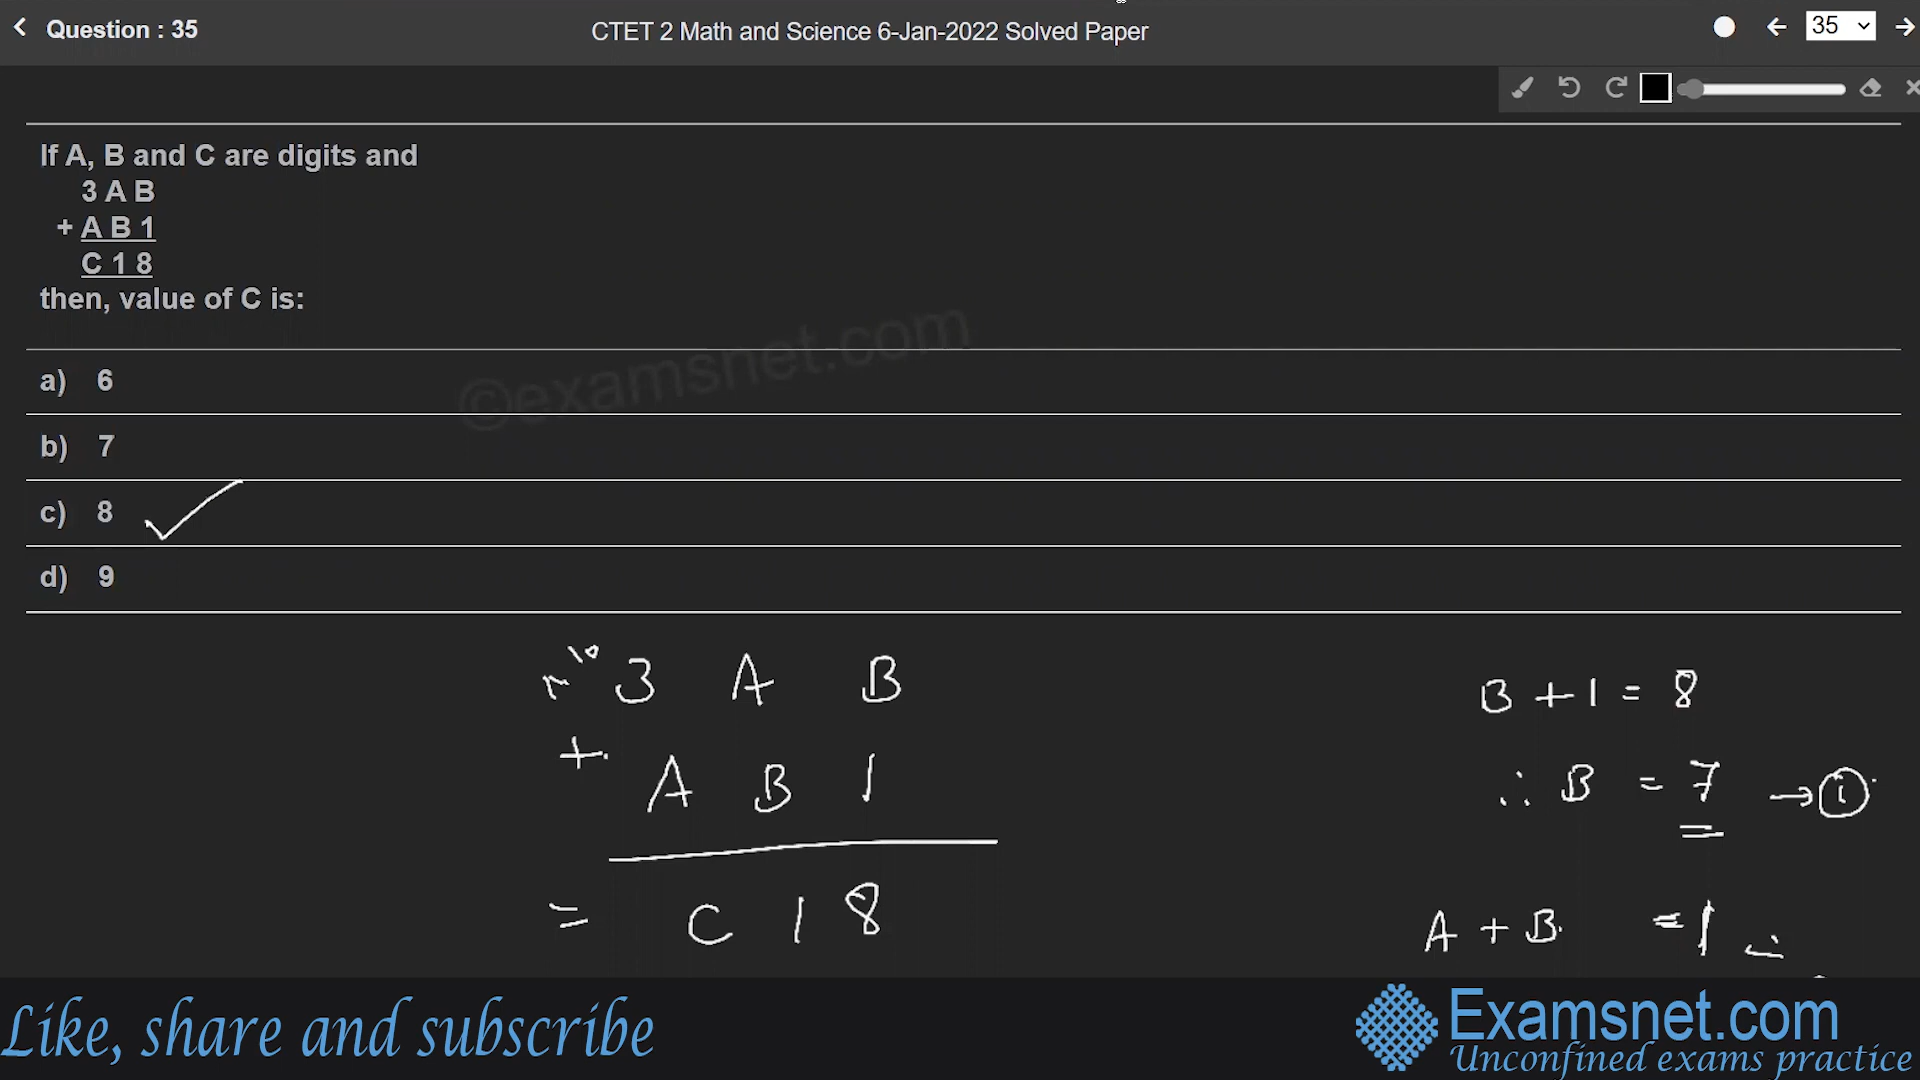 Question : 35
CTET 2 Math and Science 6-Jan-2022 Solved Paper
35
If A, B and C are digits and
3 A B
+ A B 1
C 1 8
then, value of C is:
©examsnet.com
a) 6
b) 7
c) 8
d) 9
3 A B
+ A B 1
= C 1 8
B + 1 = 8
∴ B = 7 → (i)
A + B = 1
Like, share and subscribe
Examsnet.com
Unconfined exams practice